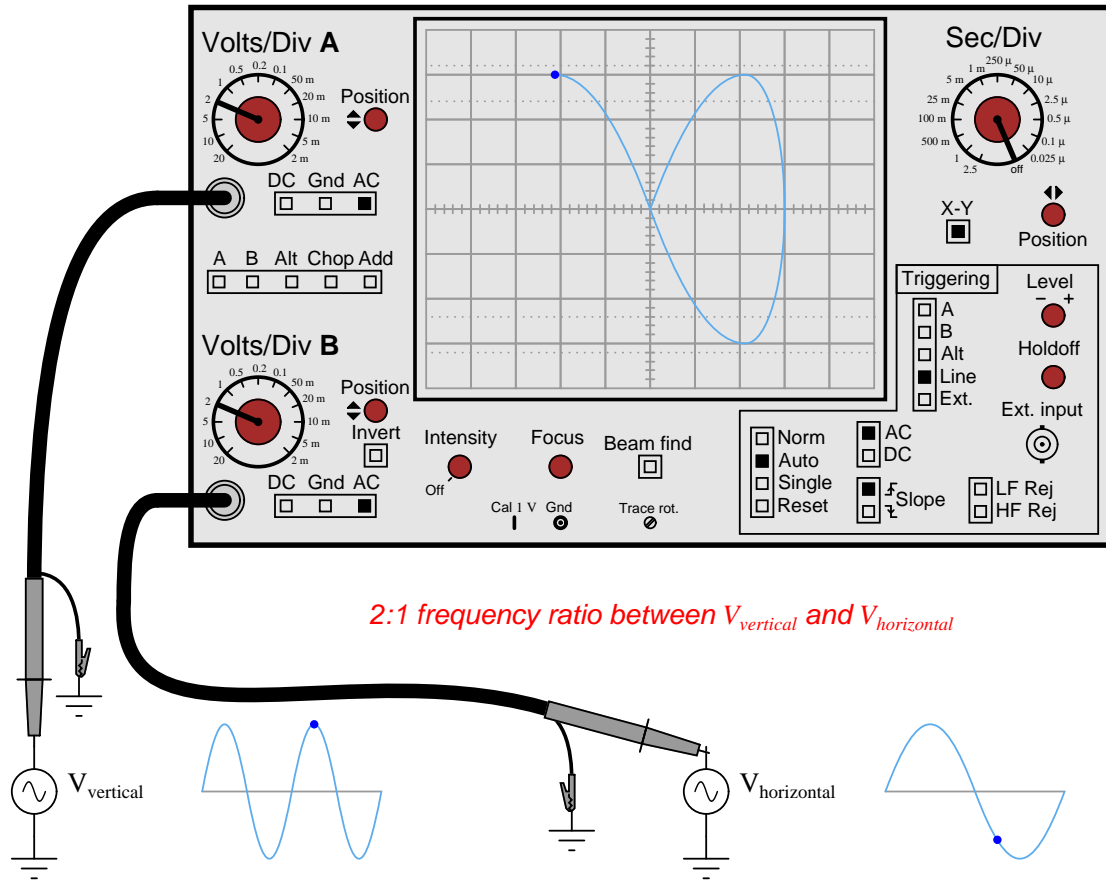 Volts/Div A
2
1
0.5
0.2
0.1
50 m
20 m
10 m
5 m
2 m
5
10
20
Position
DC Gnd AC
A B Alt Chop Add
Volts/Div B
2
1
0.5
0.2
0.1
50 m
20 m
10 m
5 m
2 m
5
10
20
Position
Invert
DC Gnd AC
Intensity
Off
Focus
Beam find
Cal 1 V Gnd
Trace rot.
Sec/Div
250 µ
1 m
50 µ
5 m
10 µ
25 m
2.5 µ
100 m
0.5 µ
500 m
0.1 µ
1
0.025 µ
2.5
off
X-Y
Position
Triggering
A
B
Alt
Line
Ext.
Level
– +
Holdoff
Ext. input
Norm
Auto
Single
Reset
AC
DC
Slope
LF Rej
HF Rej
2:1 frequency ratio between Vvertical and Vhorizontal
Vvertical
Vhorizontal